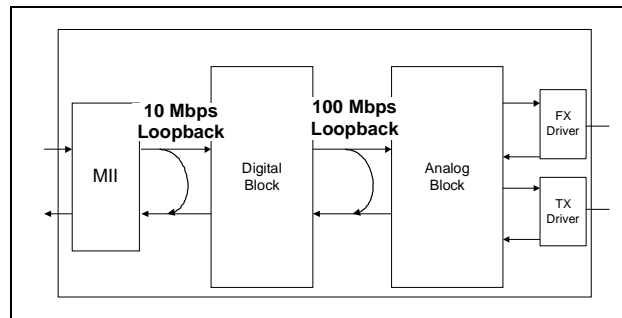 10 Mbps
Loopback
100 Mbps
Loopback
MII
Digital
Block
Analog
Block
FX
Driver
TX
Driver